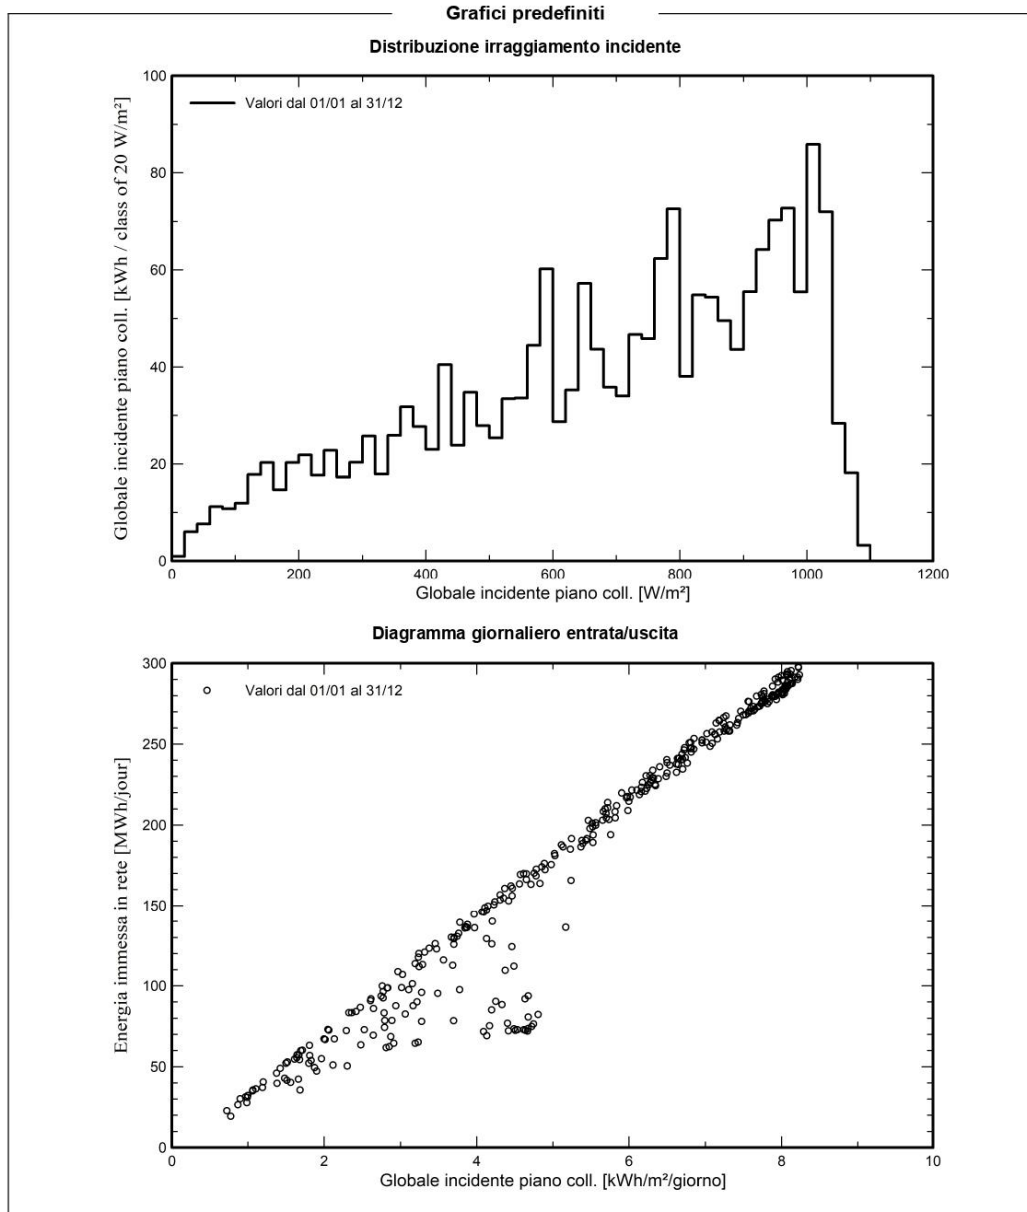 Grafici predefiniti
Distribuzione irraggiamento incidente
Globale incidente piano coll. [kWh / class of 20 W/m²]
100
80
60
40
20
0
Valori dal 01/01 al 31/12
0 200 400 600 800 1000 1200
Globale incidente piano coll. [W/m²]
Diagramma giornaliero entrata/uscita
Energia immessa in rete [MWh/jour]
300
250
200
150
100
50
0
Valori dal 01/01 al 31/12
0 2 4 6 8 10
Globale incidente piano coll. [kWh/m²/giorno]